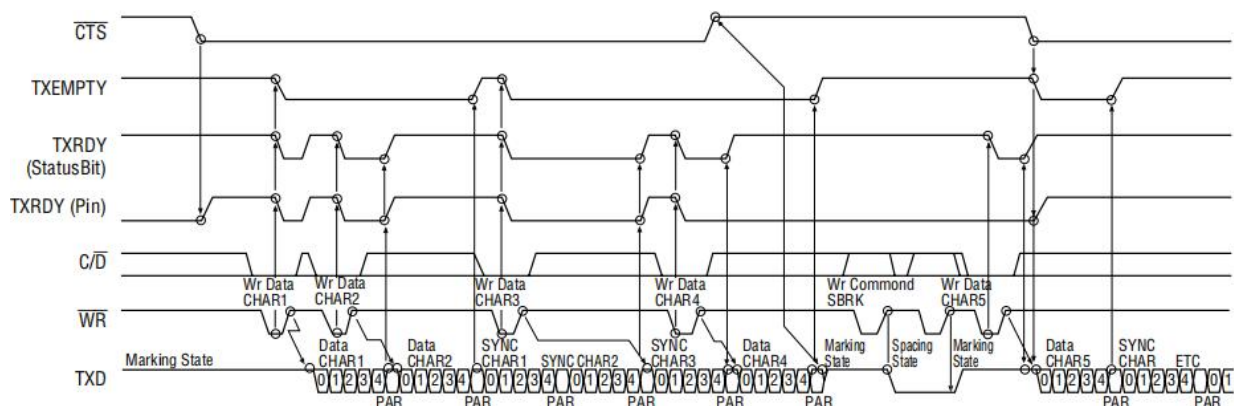 CTS
TXEMPTY
TXRDY
(StatusBit)
TXRDY (Pin)
C/D
Wr Data
CHAR1
Wr Data
CHAR2
Wr Data
CHAR3
Wr Data
CHAR4
Wr Commond
SBRK
Wr Data
CHAR5
WR
Marking State
Data
CHAR1
Data
CHAR2
SYNC
CHAR1
SYNC CHAR2
SYNC
CHAR3
Data
CHAR4
Marking
State
Spacing
State
Marking
State
Data
CHAR5
SYNC
CHAR
ETC
TXD
0 1 2 3 4 0 1 2 3 4 0 1 2 3 4 0 1 2 3 4 0 1 2 3 4 0 1 2 3 4 0 1 2 3 4 0 1 2 3 4 0 1
PAR PAR PAR PAR PAR PAR PAR PAR